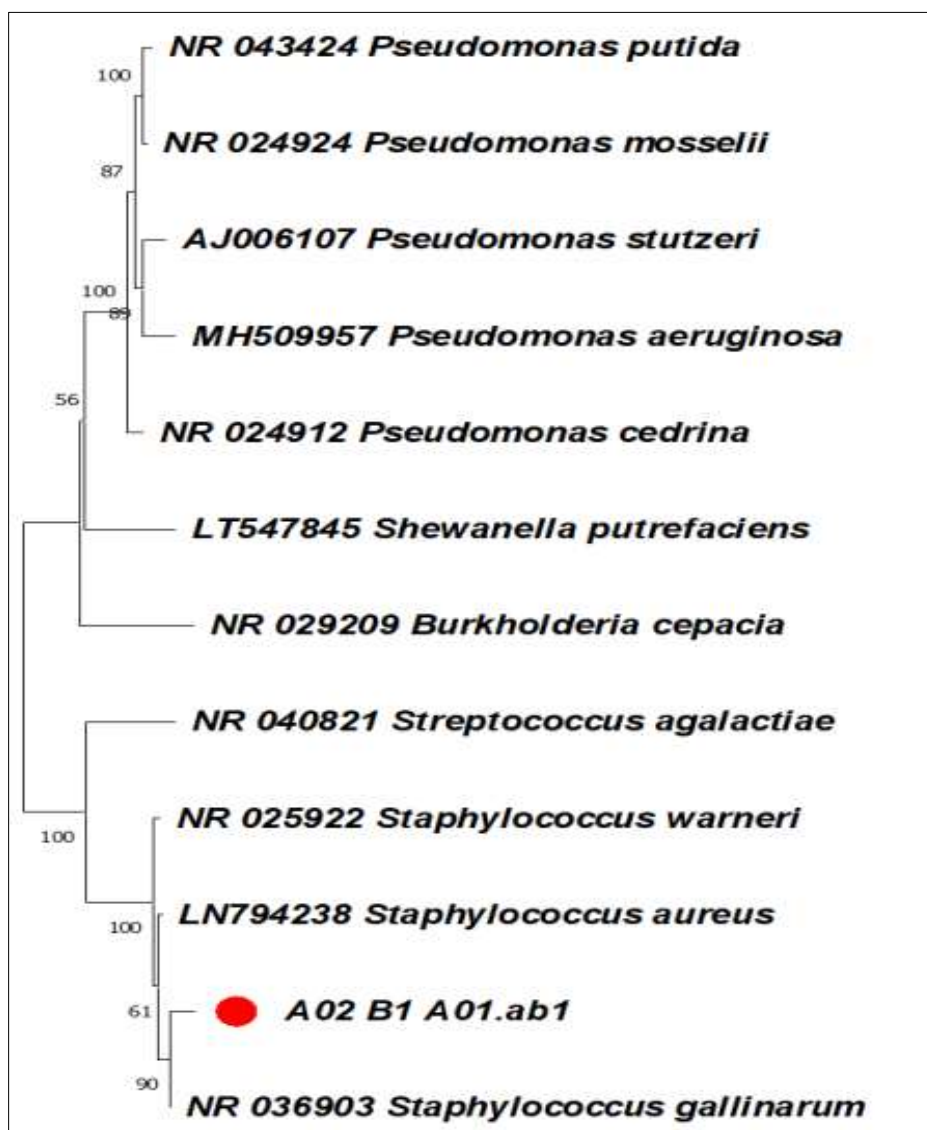 NR 043424 Pseudomonas putida
100
NR 024924 Pseudomonas mosselii
87
AJ006107 Pseudomonas stutzeri
100
89
MH509957 Pseudomonas aeruginosa
56
NR 024912 Pseudomonas cedrina
LT547845 Shewanella putrefaciens
NR 029209 Burkholderia cepacia
NR 040821 Streptococcus agalactiae
100
NR 025922 Staphylococcus warneri
LN794238 Staphylococcus aureus
100
A02 B1 A01.ab1
61
90
NR 036903 Staphylococcus gallinarum